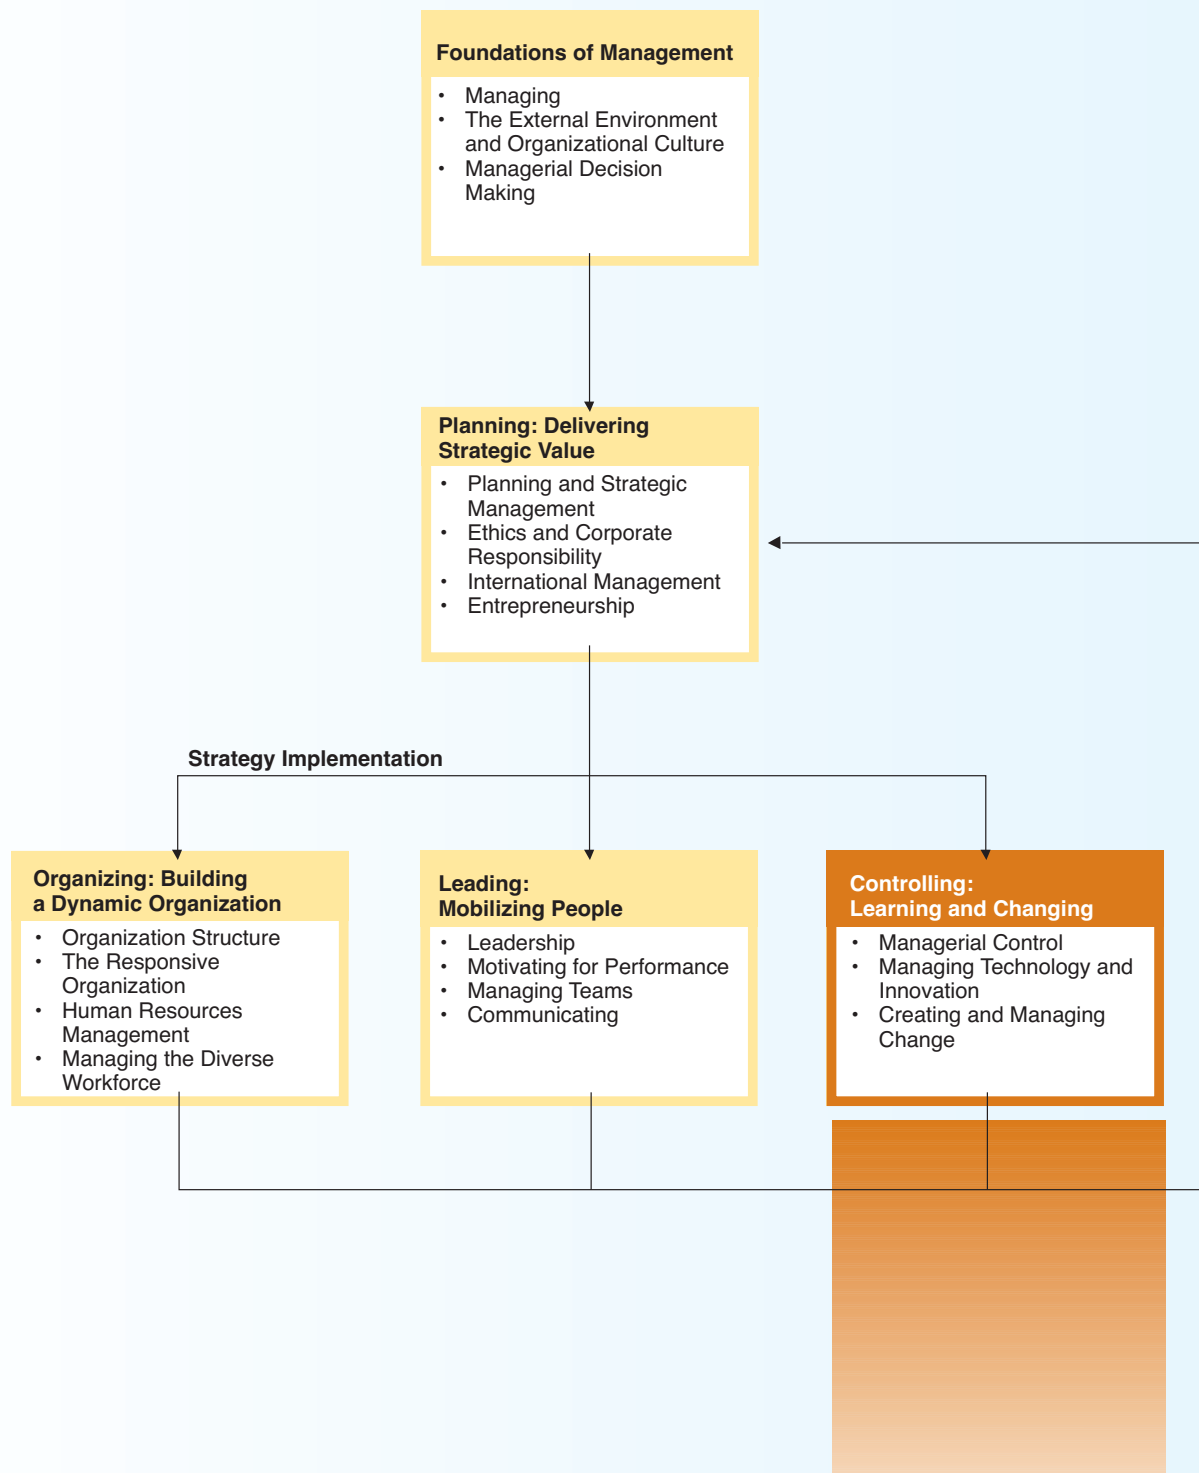 Foundations of Management
• Managing
• The External Environment
and Organizational Culture
• Managerial Decision
Making
Planning: Delivering
Strategic Value
• Planning and Strategic
Management
• Ethics and Corporate
Responsibility
• International Management
• Entrepreneurship
Strategy Implementation
Organizing: Building
a Dynamic Organization
• Organization Structure
• The Responsive
Organization
• Human Resources
Management
• Managing the Diverse
Workforce
Leading:
Mobilizing People
• Leadership
• Motivating for Performance
• Managing Teams
• Communicating
Controlling:
Learning and Changing
• Managerial Control
• Managing Technology and
Innovation
• Creating and Managing
Change